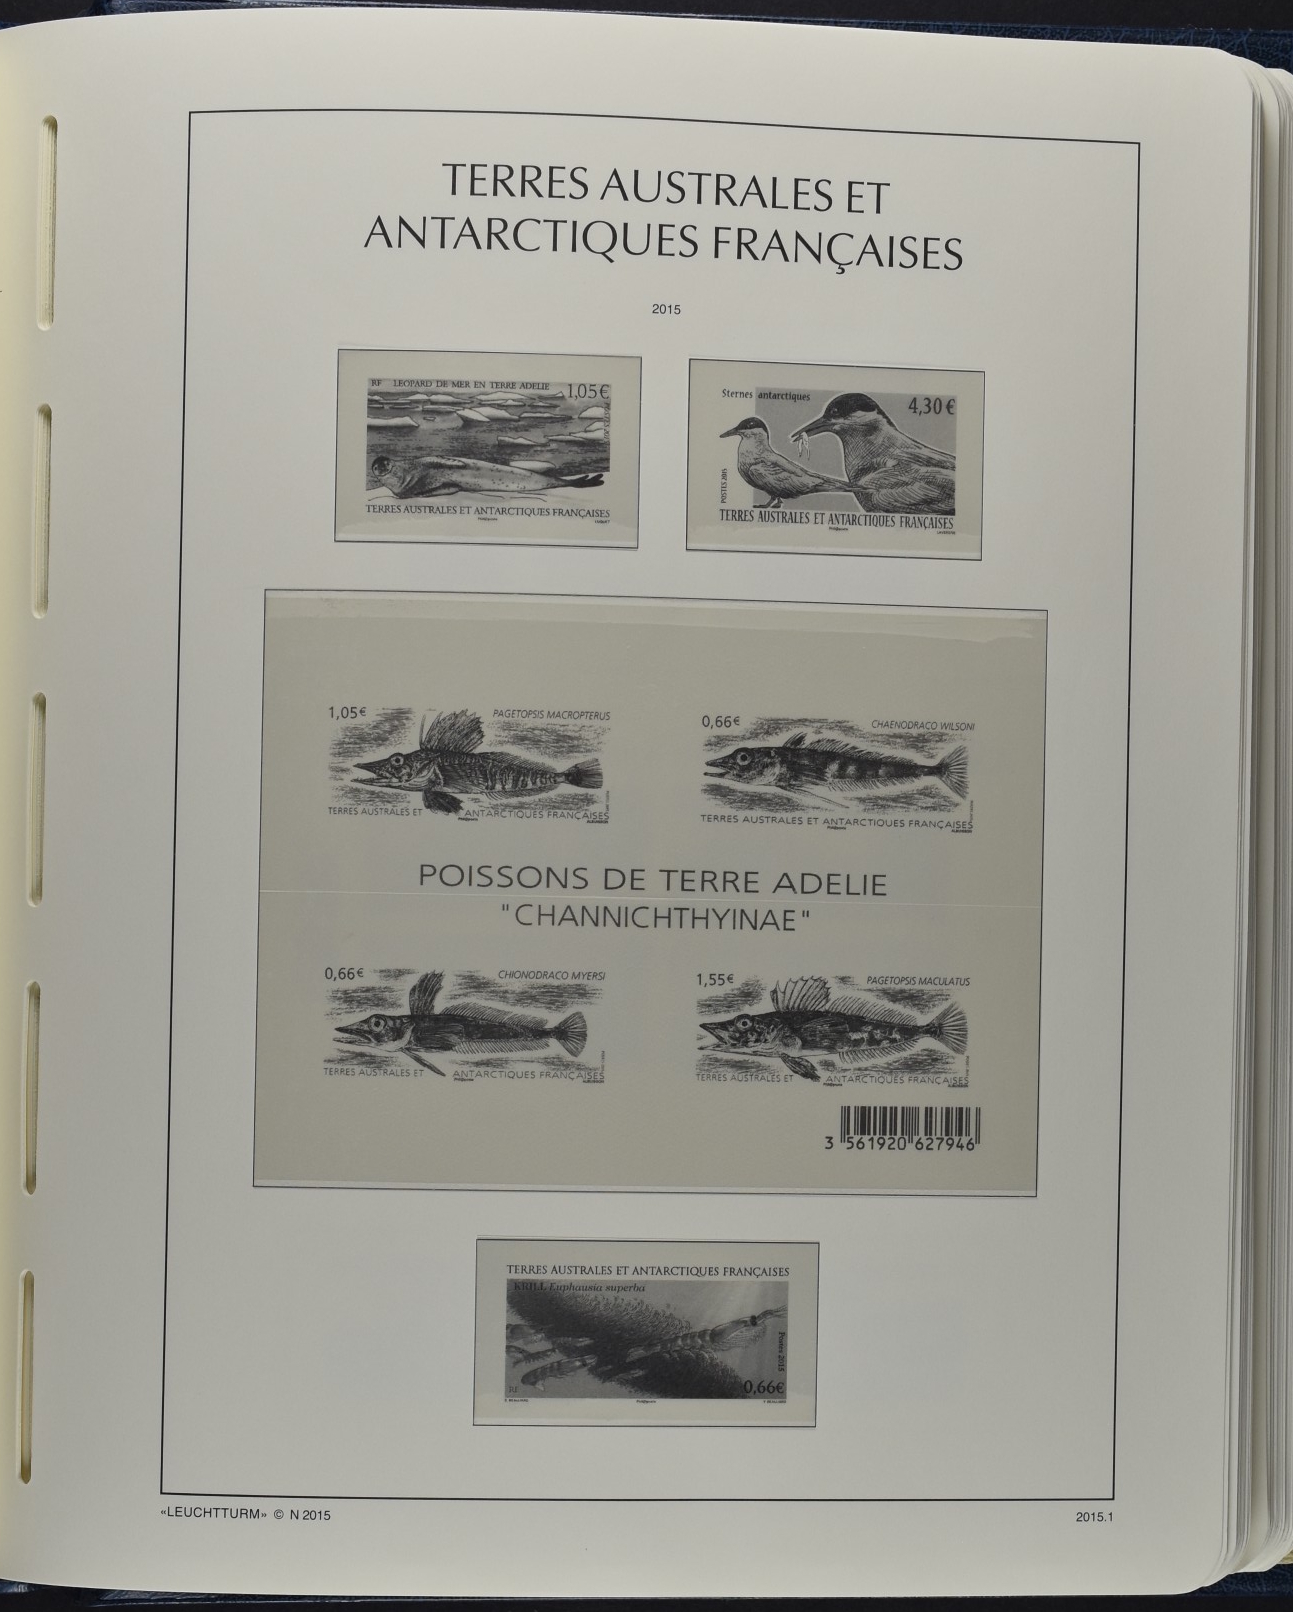 TERRES AUSTRALES ET
ANTARCTIQUES FRANÇAISES
2015
RF LEOPARD DE MER EN TERRE ADELIE 1,05€
TERRES AUSTRALES ET ANTARCTIQUES FRANÇAISES
Sternes antarctiques
4,30€
POSTES 2015
TERRES AUSTRALES ET ANTARCTIQUES FRANÇAISES
1,05€ PAGETOPSIS MACROPTERUS
TERRES AUSTRALES ET ANTARCTIQUES FRANÇAISES
0,66€ CHAENODRACO WILSONI
TERRES AUSTRALES ET ANTARCTIQUES FRANÇAISES
POISSONS DE TERRE ADELIE
"CHANNICHTHYINAE"
0,66€ CHIONODRACO MYERSI
TERRES AUSTRALES ET ANTARCTIQUES FRANÇAISES
1,55€ PAGETOPSIS MACULATUS
TERRES AUSTRALES ET ANTARCTIQUES FRANÇAISES
3 561920 627946
TERRES AUSTRALES ET ANTARCTIQUES FRANÇAISES
KRILL Euphausia superba
Postes 2015
0,66€
«LEUCHTTURM» © N 2015
2015.1